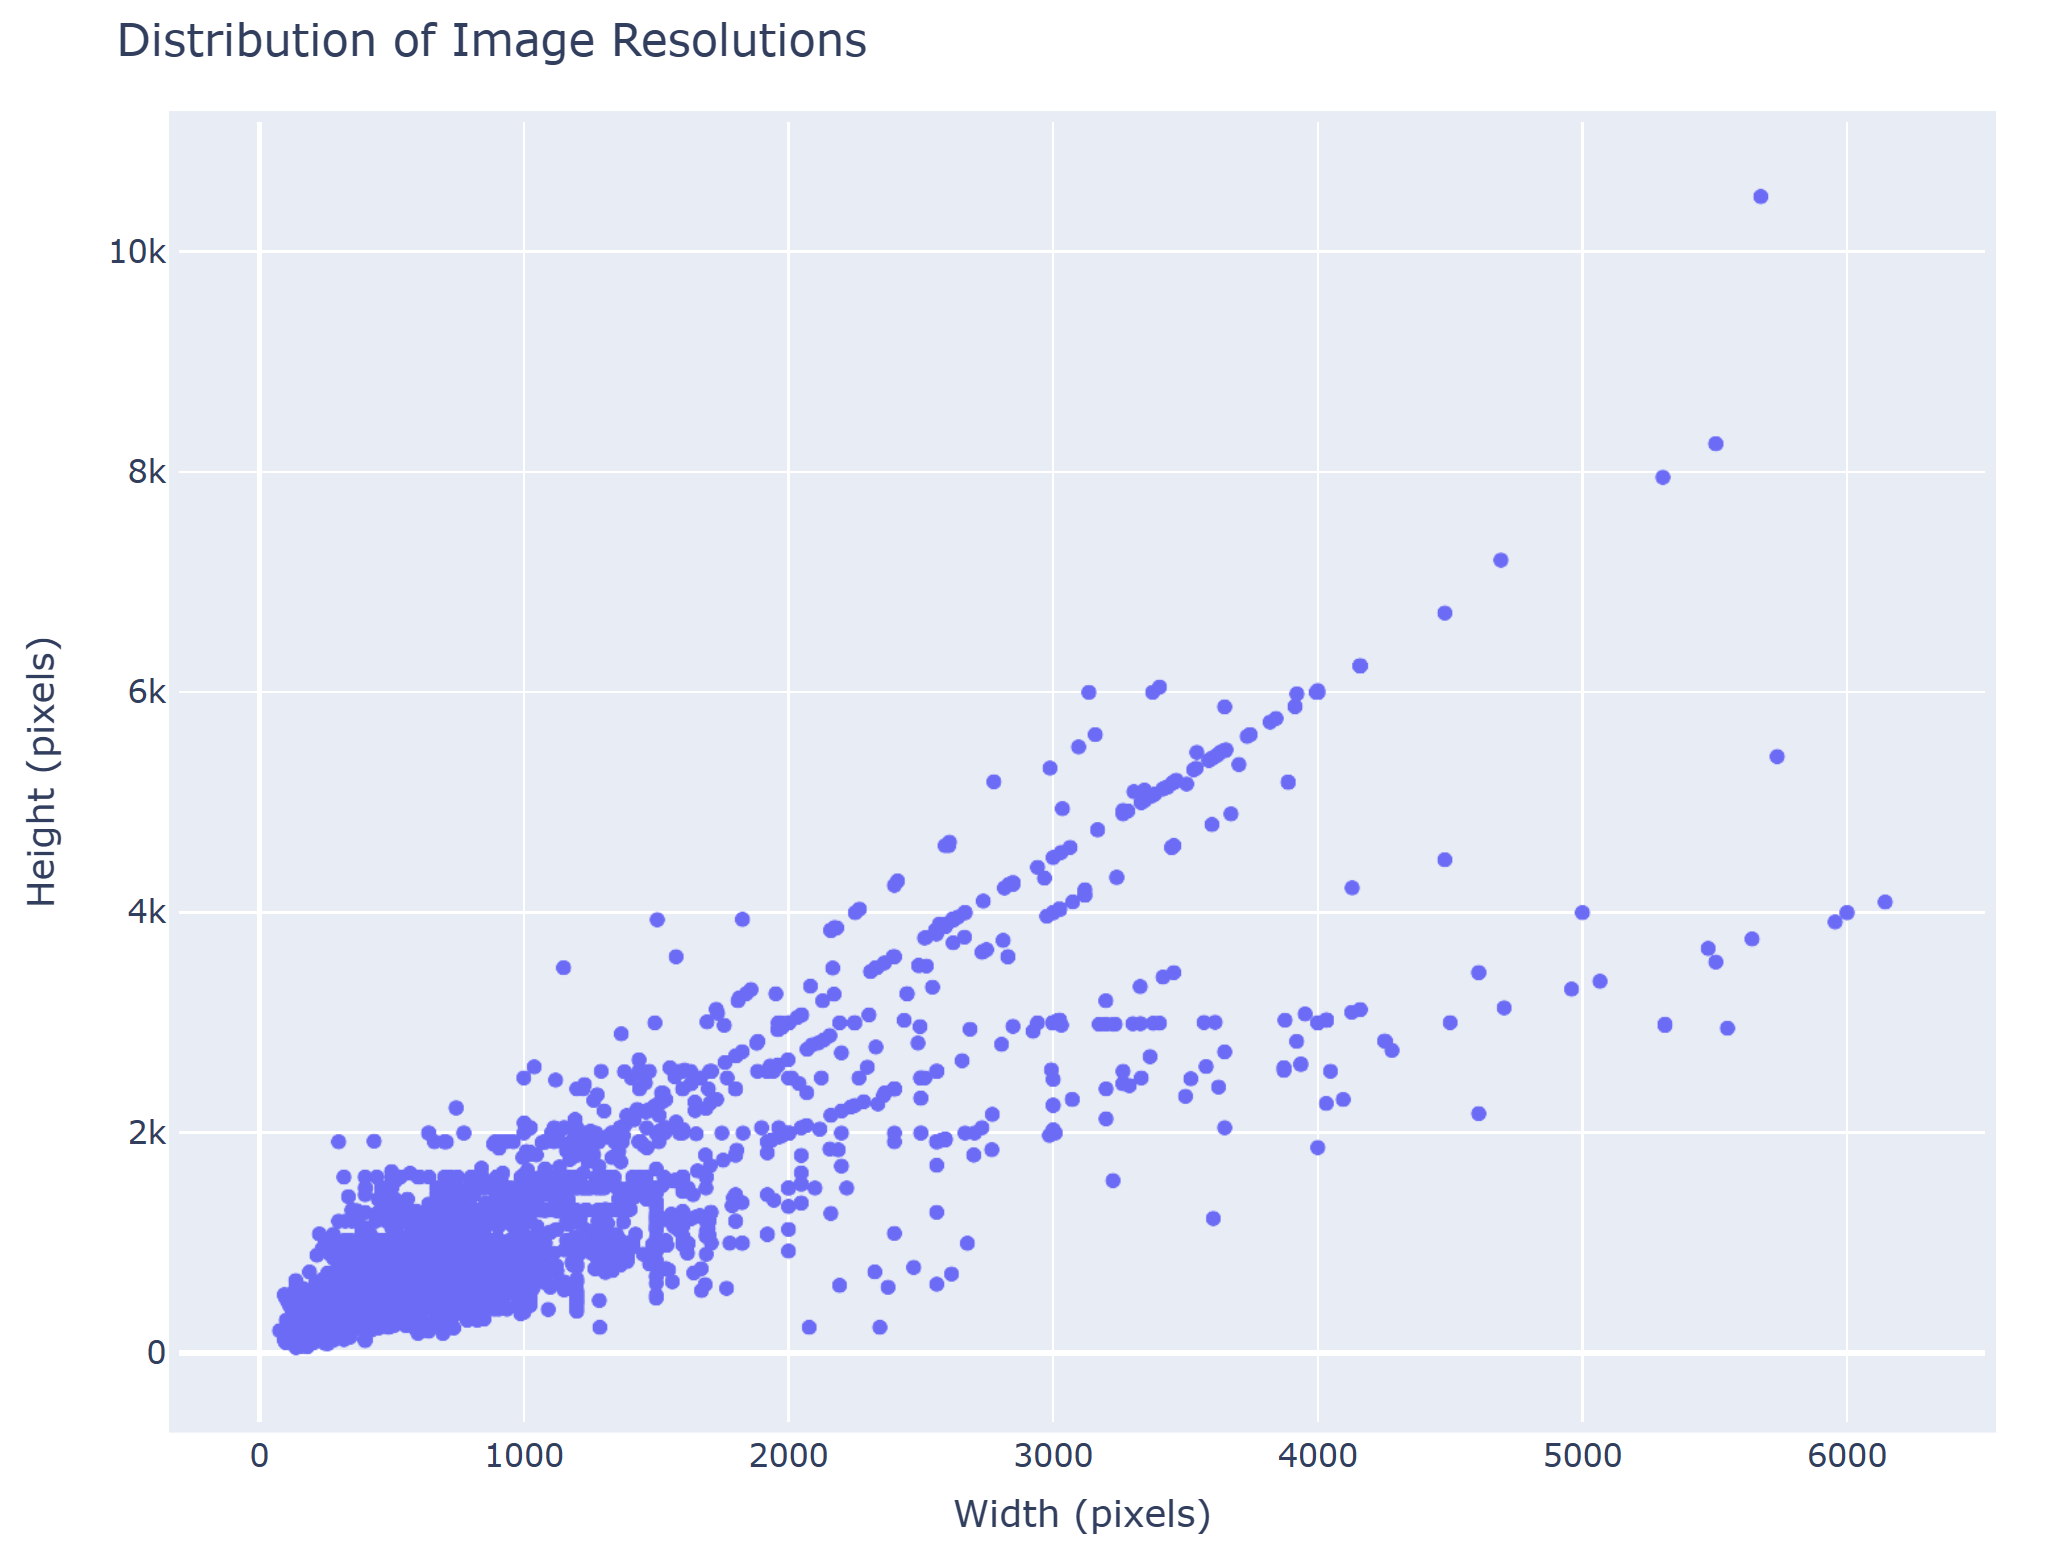 Distribution of Image Resolutions
10k
8k
6k
4k
2k
0
Height (pixels)
0 1000 2000 3000 4000 5000 6000
Width (pixels)